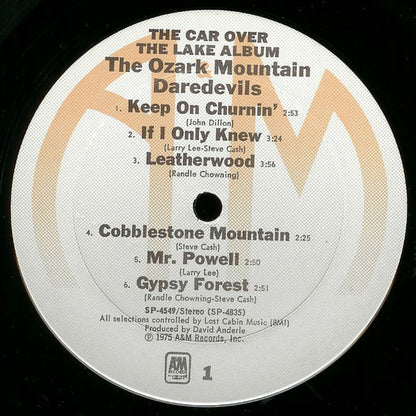 THE CAR OVER
THE LAKE ALBUM
The Ozark Mountain
Daredevils
1. Keep On Churnin' 2:53
(John Dillon)
2. If I Only Knew 3:24
(Larry Lee-Steve Cash)
3. Leatherwood 3:56
(Randle Chowning)
4. Cobblestone Mountain 2:25
(Steve Cash)
5. Mr. Powell 2:50
(Larry Lee)
6. Gypsy Forest 2:51
(Randle Chowning-Steve Cash)
SP-4549/Stereo (SP-4835)
All selections controlled by Lost Cabin Music (BMI)
Produced by David Anderle
℗ 1975 A&M Records, Inc.
A&M
RECORDS
1